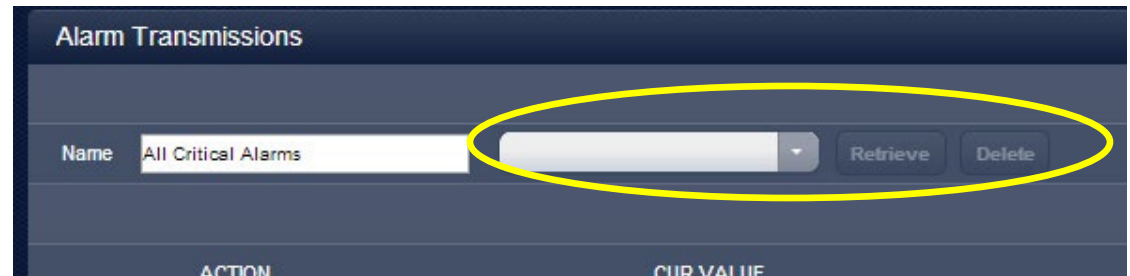 Alarm Transmissions
Name All Critical Alarms Retrieve Delete
ACTION CUR VALUE